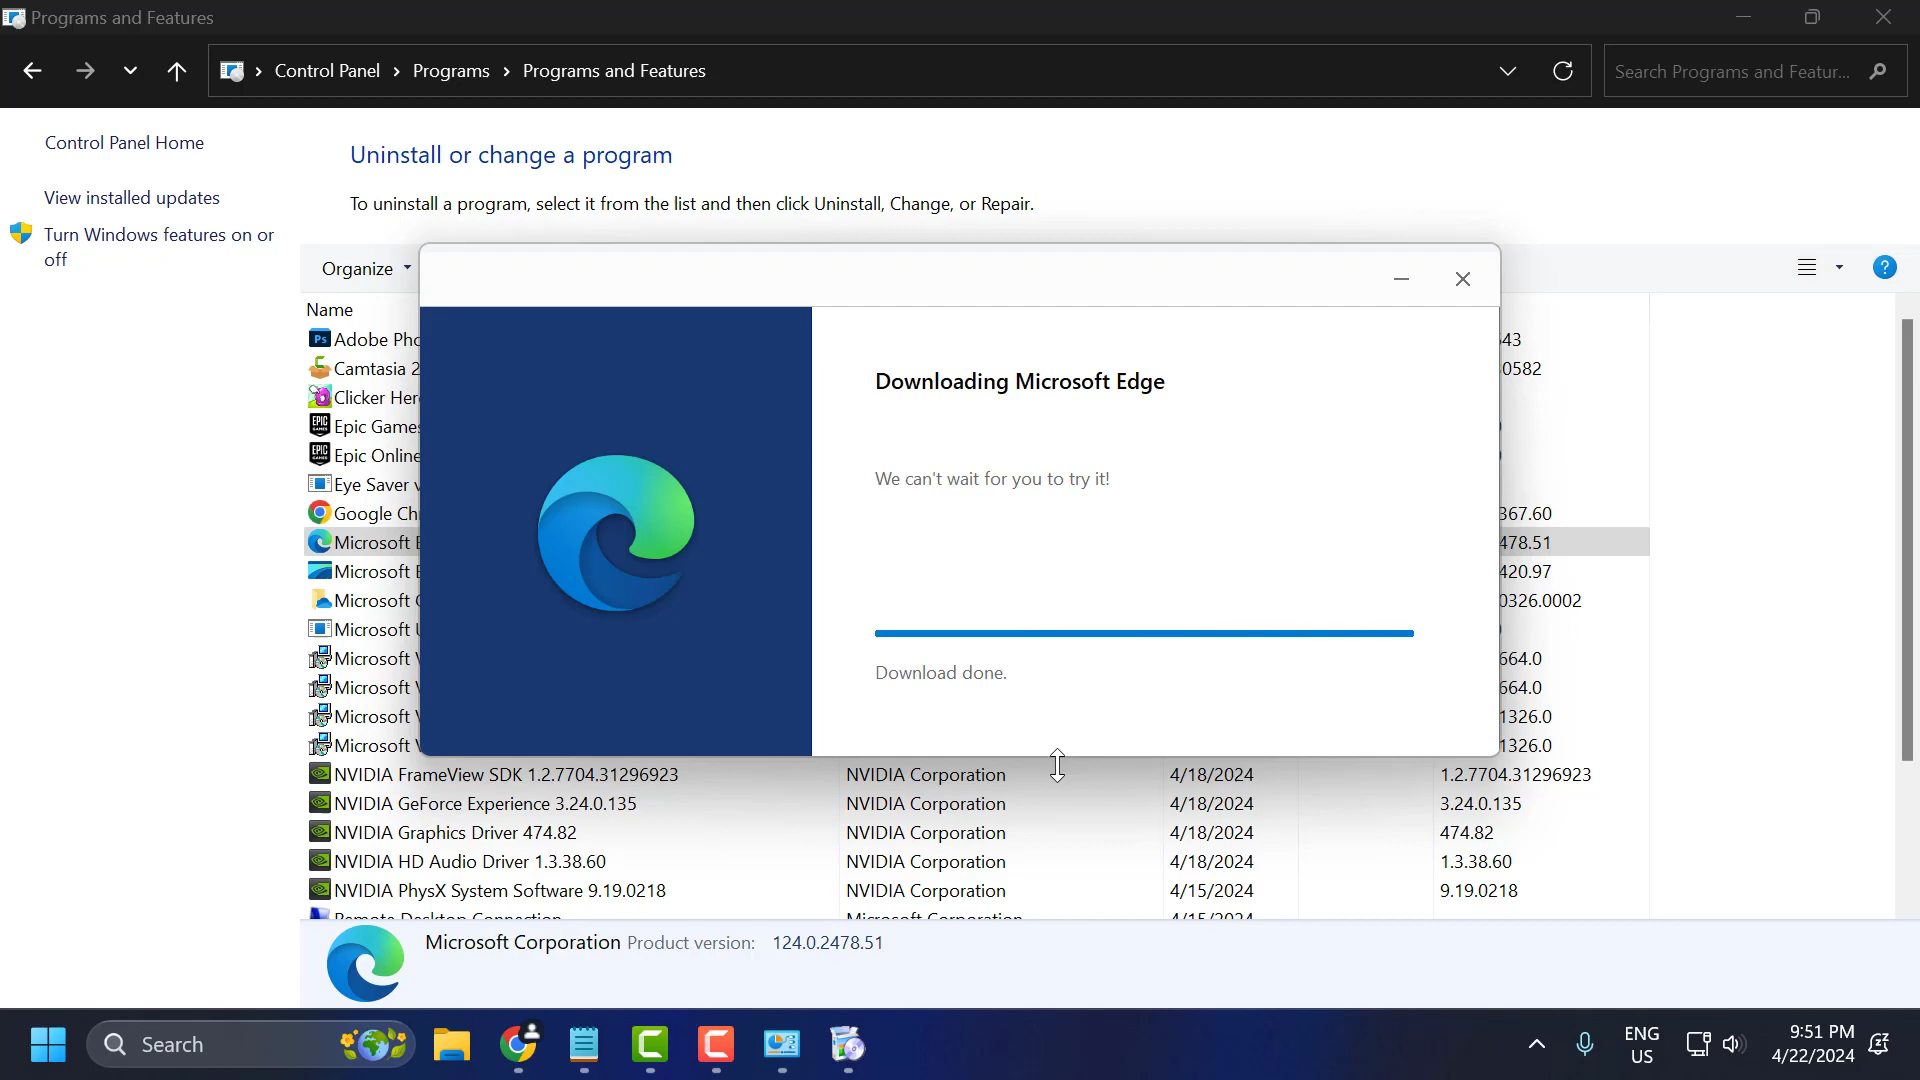 Programs and Features
Control Panel > Programs > Programs and Features
Search Programs and Featur...
Control Panel Home
View installed updates
Turn Windows features on or
off
Uninstall or change a program
To uninstall a program, select it from the list and then click Uninstall, Change, or Repair.
Organize
Name
Ps Adobe Pho
Camtasia 2
Clicker Her
EPIC GAMES Epic Games
EPIC GAMES Epic Online
Eye Saver
Google Ch
Microsoft
Microsoft
Microsoft
Microsoft
Microsoft
Microsoft
Microsoft
Microsoft
43
0582
367.60
478.51
420.97
0326.0002
664.0
664.0
1326.0
1326.0
Downloading Microsoft Edge
We can't wait for you to try it!
Download done.
NVIDIA FrameView SDK 1.2.7704.31296923 NVIDIA Corporation 4/18/2024 1.2.7704.31296923
NVIDIA GeForce Experience 3.24.0.135 NVIDIA Corporation 4/18/2024 3.24.0.135
NVIDIA Graphics Driver 474.82 NVIDIA Corporation 4/18/2024 474.82
NVIDIA HD Audio Driver 1.3.38.60 NVIDIA Corporation 4/18/2024 1.3.38.60
NVIDIA PhysX System Software 9.19.0218 NVIDIA Corporation 4/15/2024 9.19.0218
Remote Desktop Connection Microsoft Corporation 4/15/2024
Microsoft Corporation Product version: 124.0.2478.51
Search
ENG
US
9:51 PM
4/22/2024